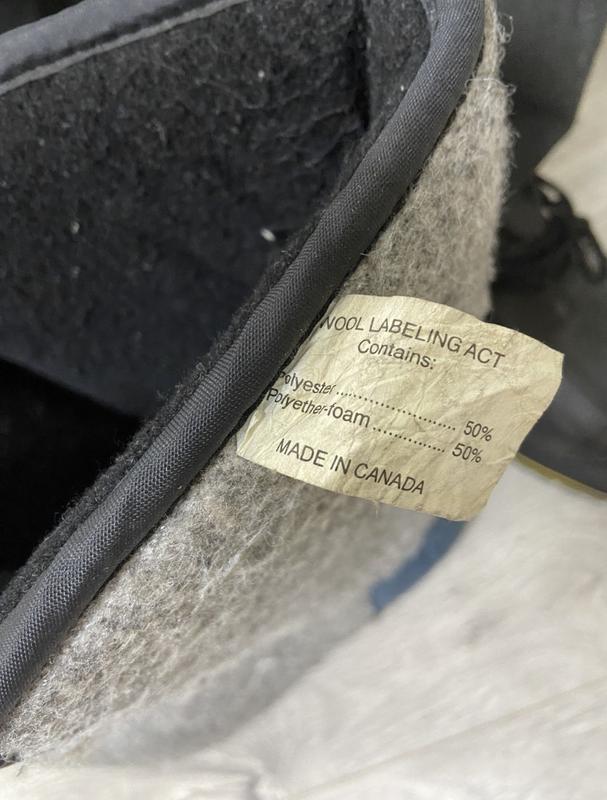 WOOL LABELING ACT
Contains:
Polyester ........................ 50%
Polyether-foam .............. 50%
MADE IN CANADA